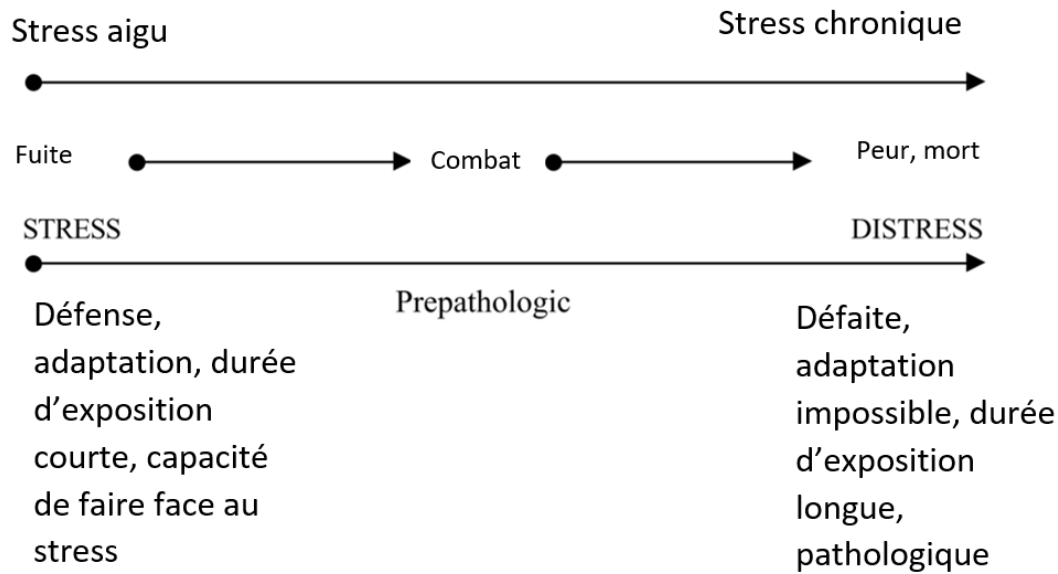 Stress aigu
Stress chronique
Fuite
Combat
Peur, mort
STRESS
DISTRESS
Prepathologic
Défense,
adaptation, durée
d’exposition
courte, capacité
de faire face au
stress
Défaite,
adaptation
impossible, durée
d’exposition
longue,
pathologique